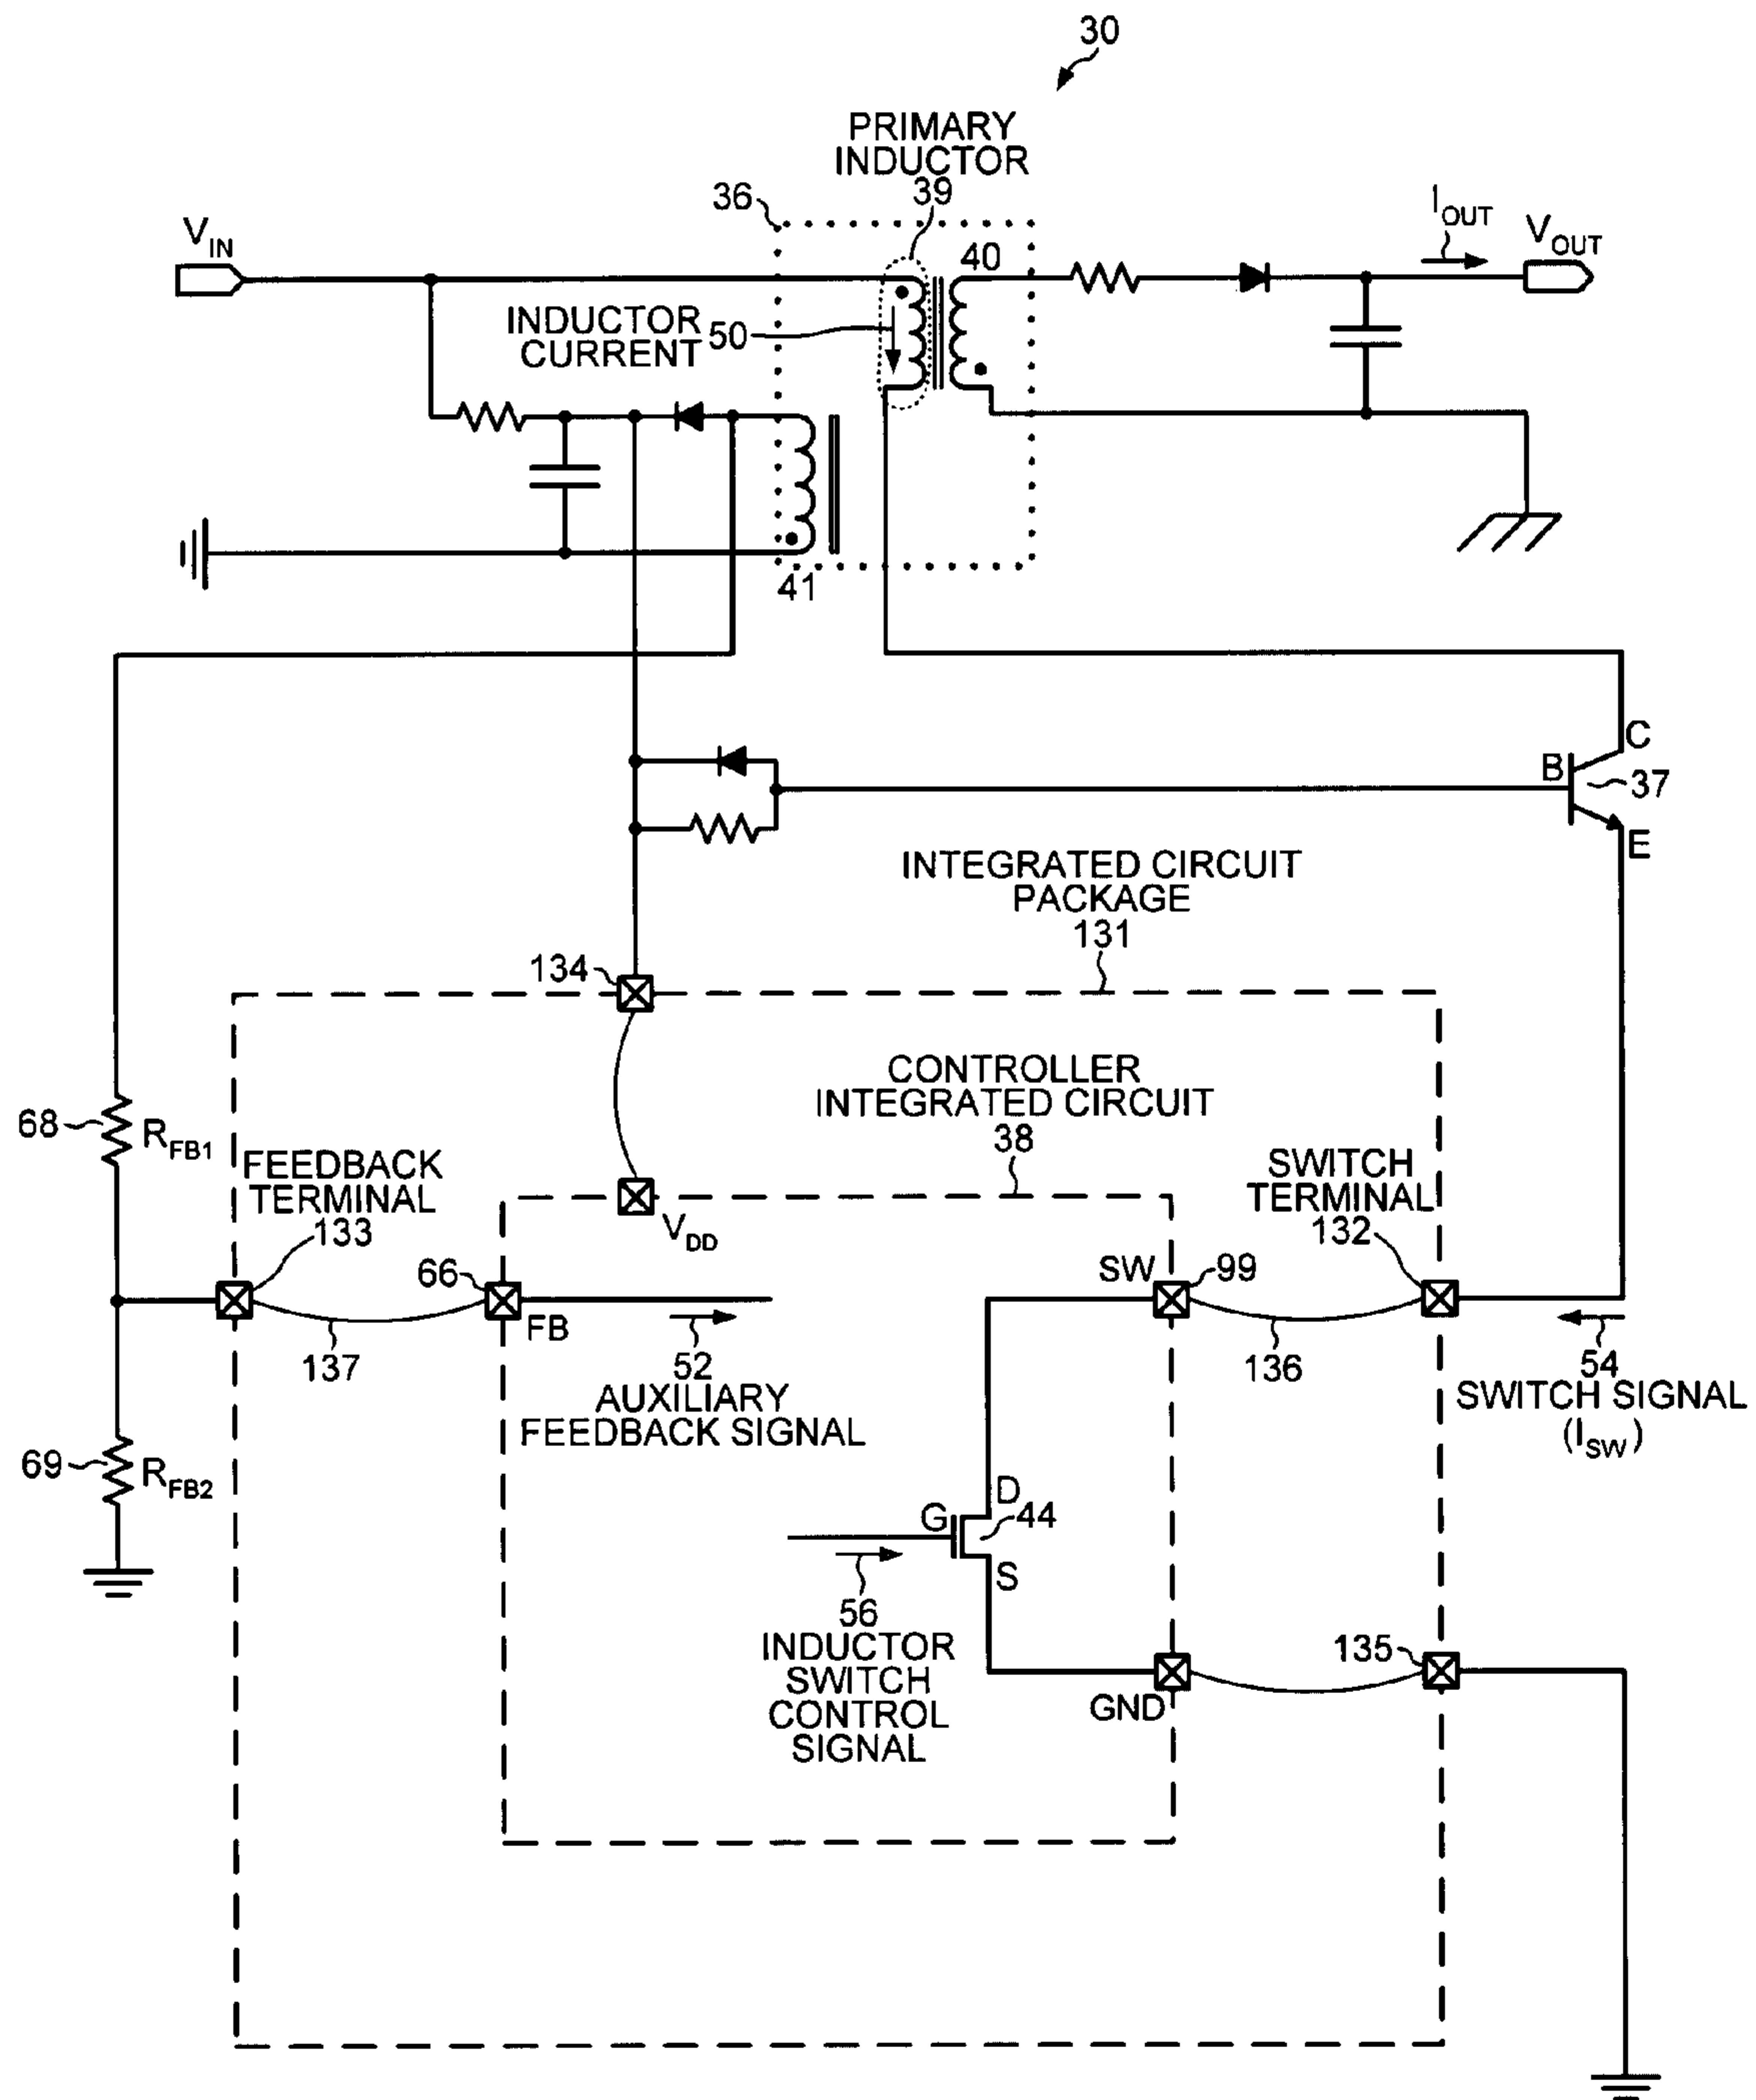 30
PRIMARY
INDUCTOR
39
36
V_IN
40
I_OUT
V_OUT
INDUCTOR
CURRENT
50
41
C
B
37
E
INTEGRATED CIRCUIT
PACKAGE
131
134
CONTROLLER
INTEGRATED CIRCUIT
38
68
R_FB1
FEEDBACK
TERMINAL
133
SWITCH
TERMINAL
132
V_DD
66
FB
SW
99
137
52
AUXILIARY
FEEDBACK SIGNAL
136
54
SWITCH SIGNAL
(I_SW)
69
R_FB2
D
G
44
S
56
INDUCTOR
SWITCH
CONTROL
SIGNAL
135
GND